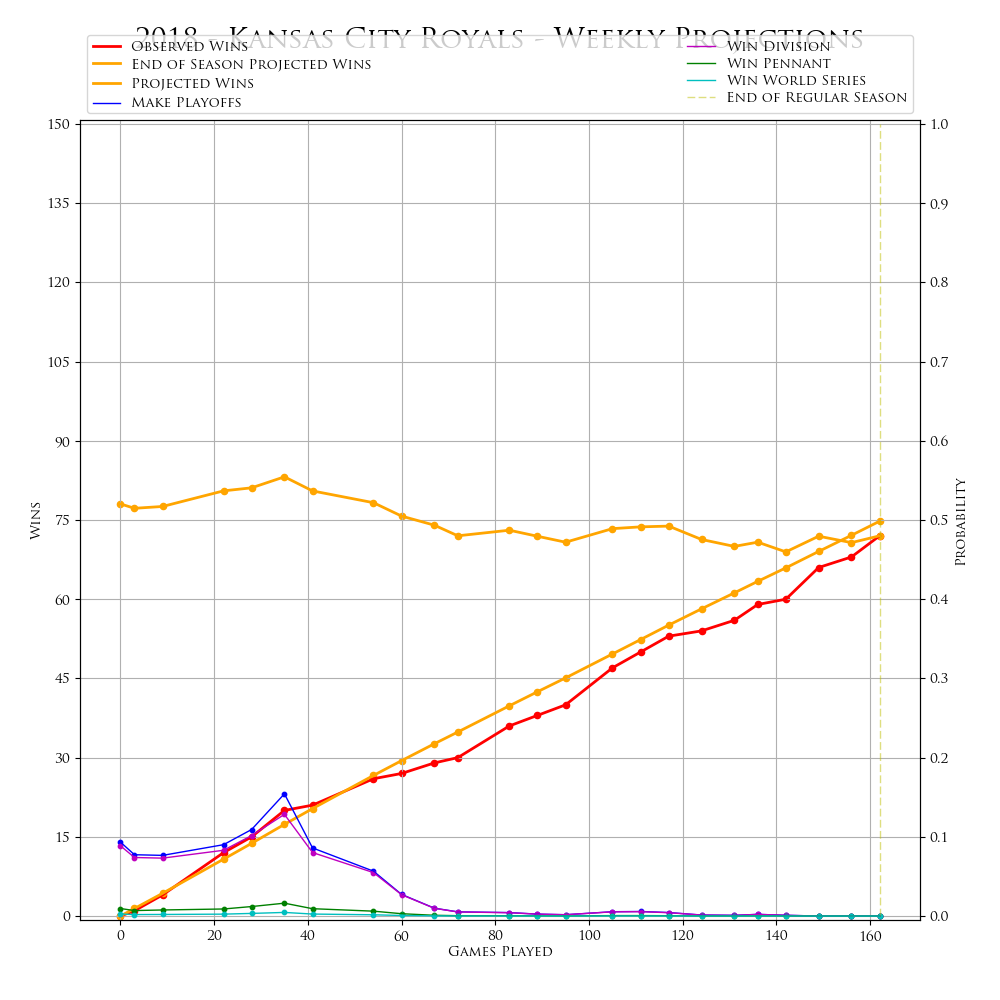 2018 - Kansas City Royals - Weekly Projections
Observed Wins
End of Season Projected Wins
Projected Wins
Make Playoffs
Win Division
Win Pennant
Win World Series
End of Regular Season
150
135
120
105
90
75
60
45
30
15
0
Wins
1.0
0.9
0.8
0.7
0.6
0.5
0.4
0.3
0.2
0.1
0.0
Probability
0 20 40 60 80 100 120 140 160
Games Played